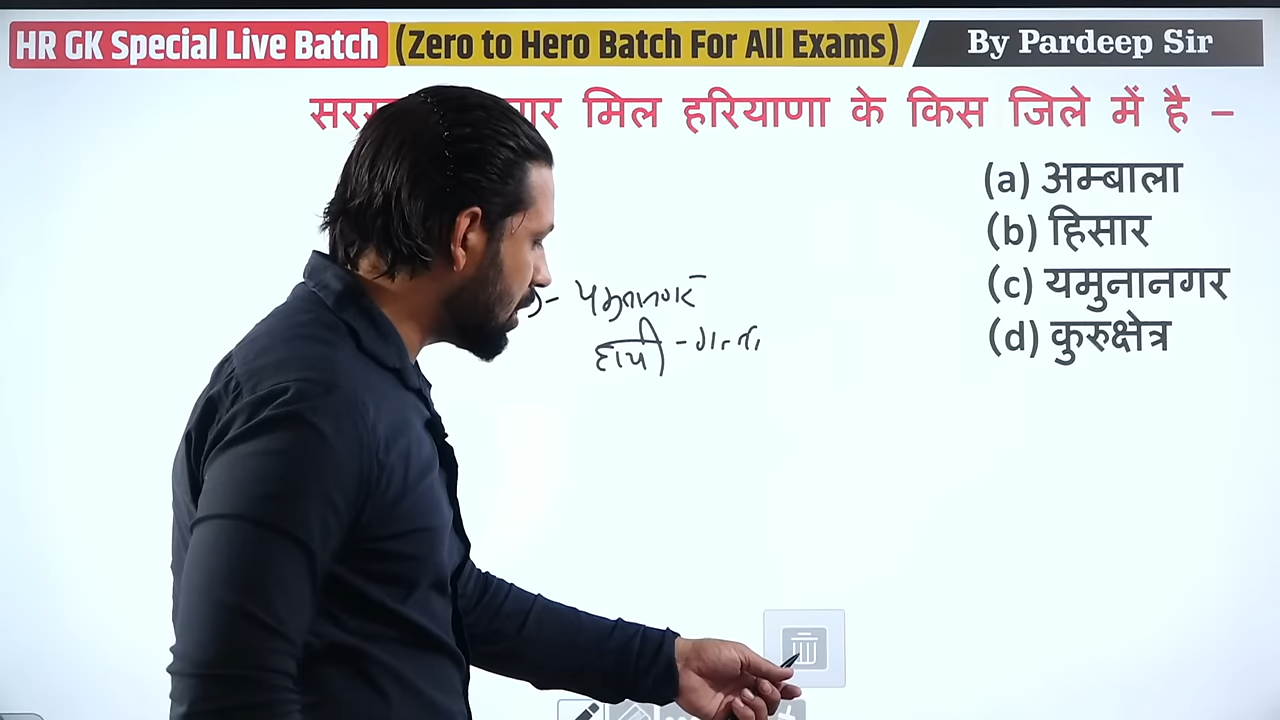 HR GK Special Live Batch (Zero to Hero Batch For All Exams) By Pardeep Sir
मिल हरियाणा के किस जिले में है –
(a) अम्बाला
(b) हिसार
(c) यमुनानगर
(d) कुरुक्षेत्र